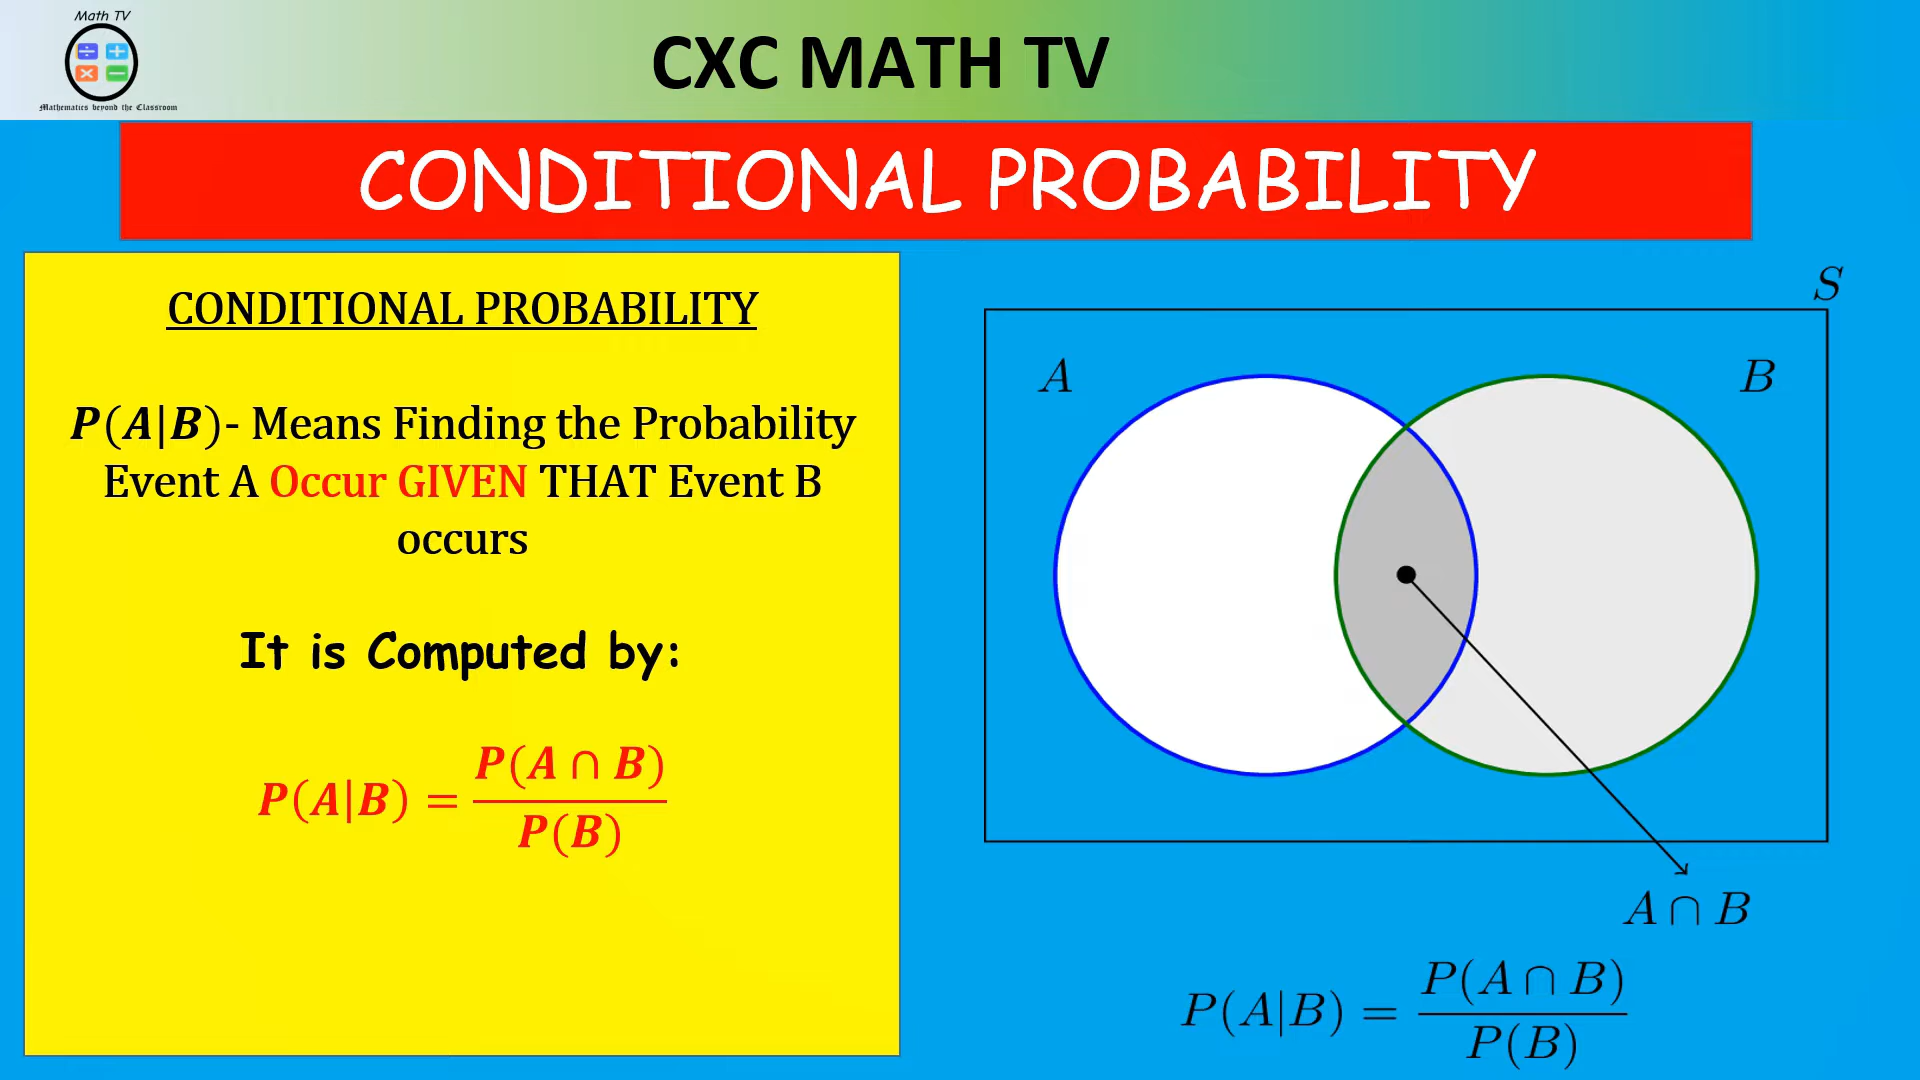 Math TV
Mathematics beyond the Classroom
CXC MATH TV
CONDITIONAL PROBABILITY
CONDITIONAL PROBABILITY
P(A|B)- Means Finding the Probability
Event A Occur GIVEN THAT Event B
occurs
It is Computed by:
P(A|B) = P(A ∩ B) / P(B)
S
A
B
A ∩ B
P(A|B) = P(A ∩ B) / P(B)